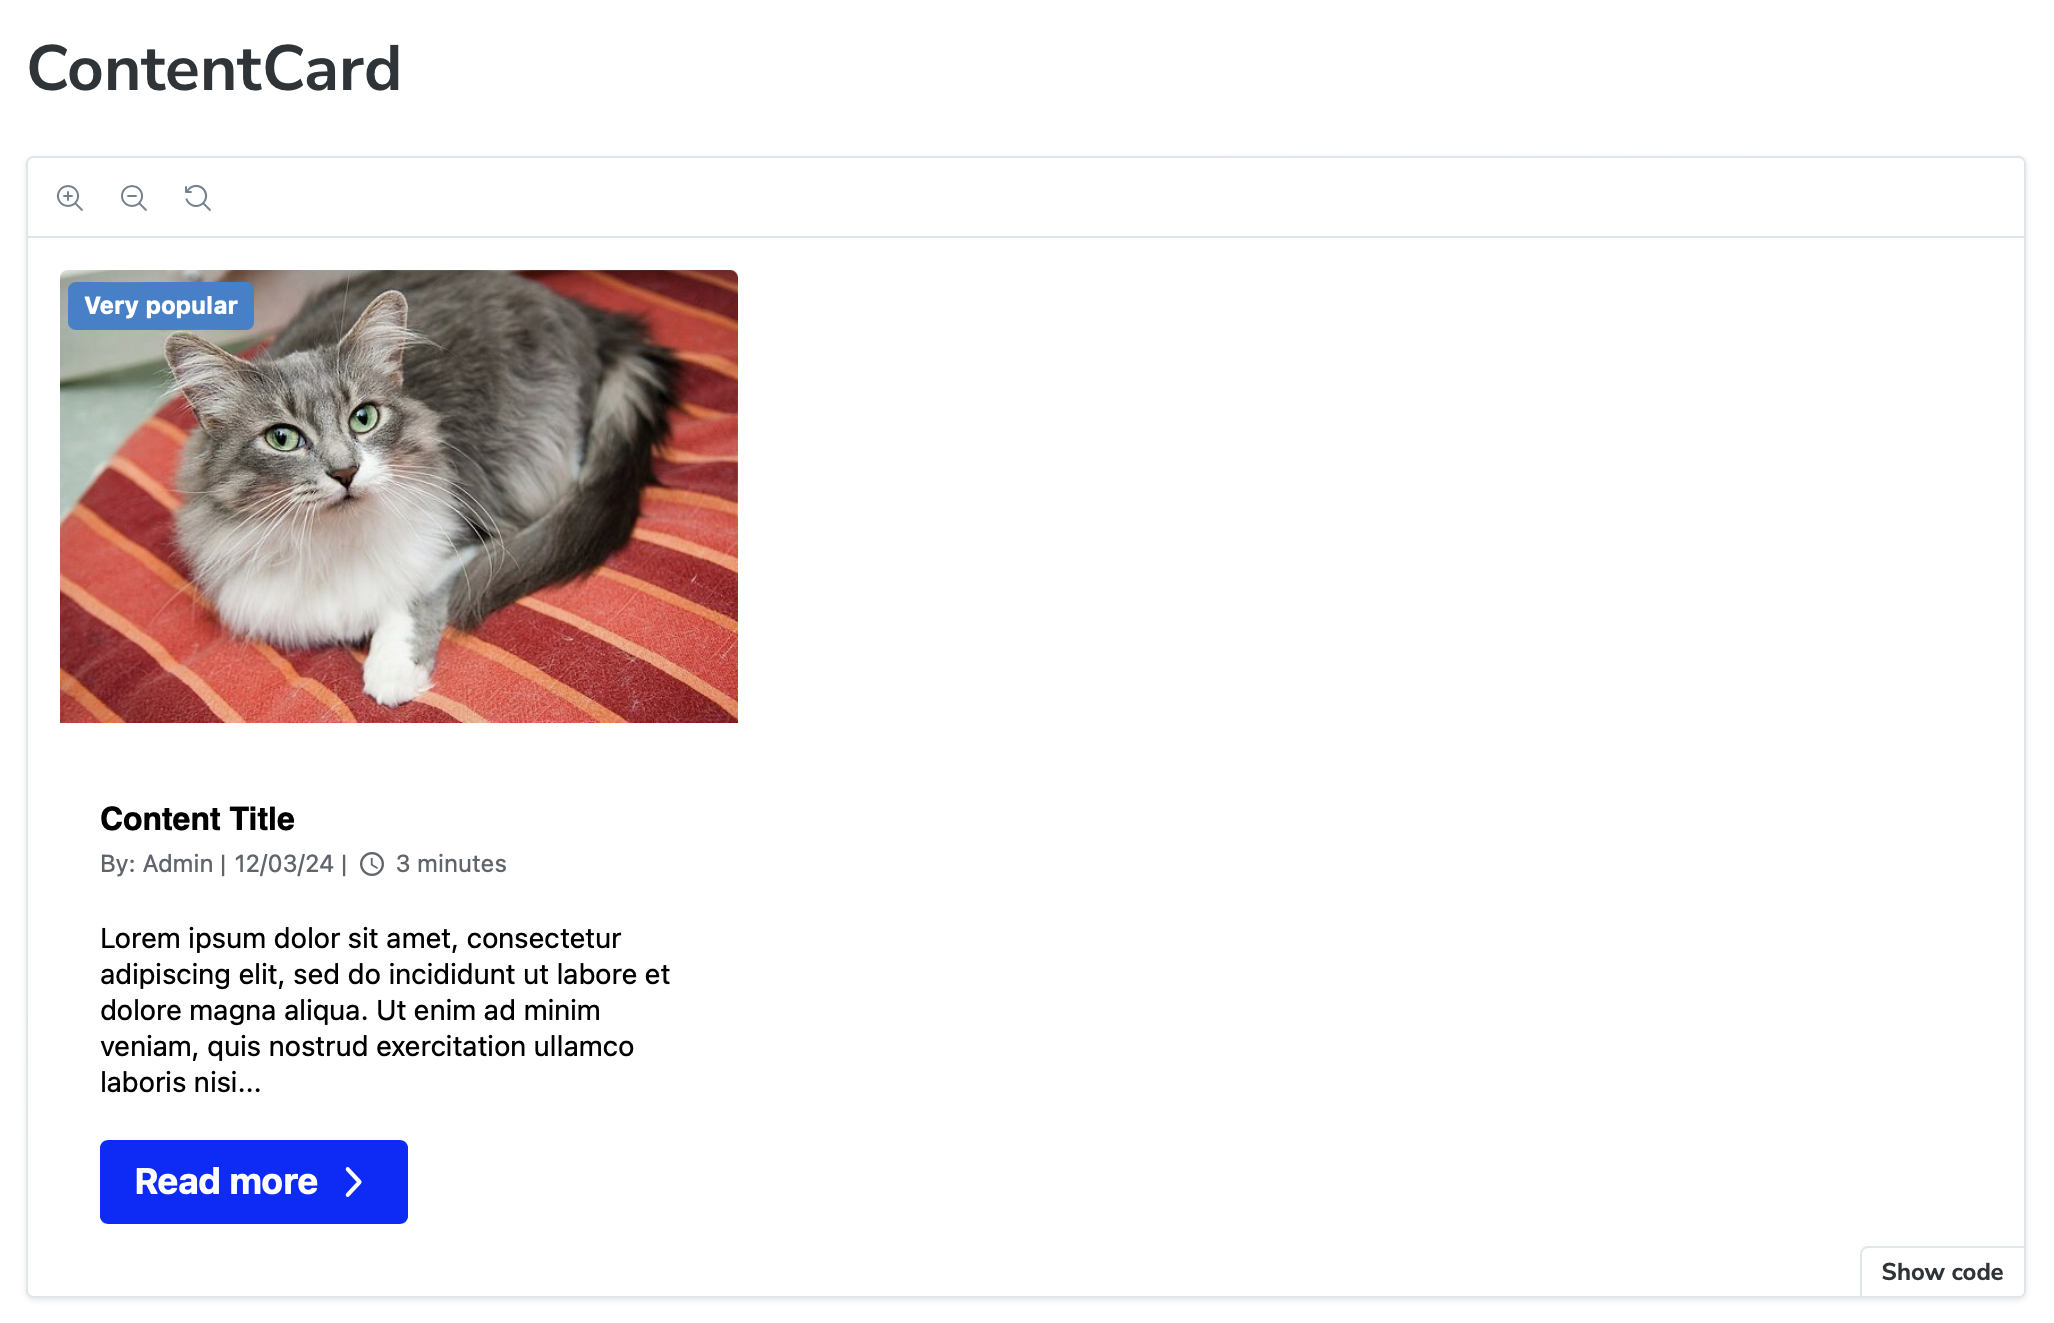 ContentCard
Very popular
Content Title
By: Admin | 12/03/24 | 3 minutes
Lorem ipsum dolor sit amet, consectetur
adipiscing elit, sed do incididunt ut labore et
dolore magna aliqua. Ut enim ad minim
veniam, quis nostrud exercitation ullamco
laboris nisi...
Read more
Show code